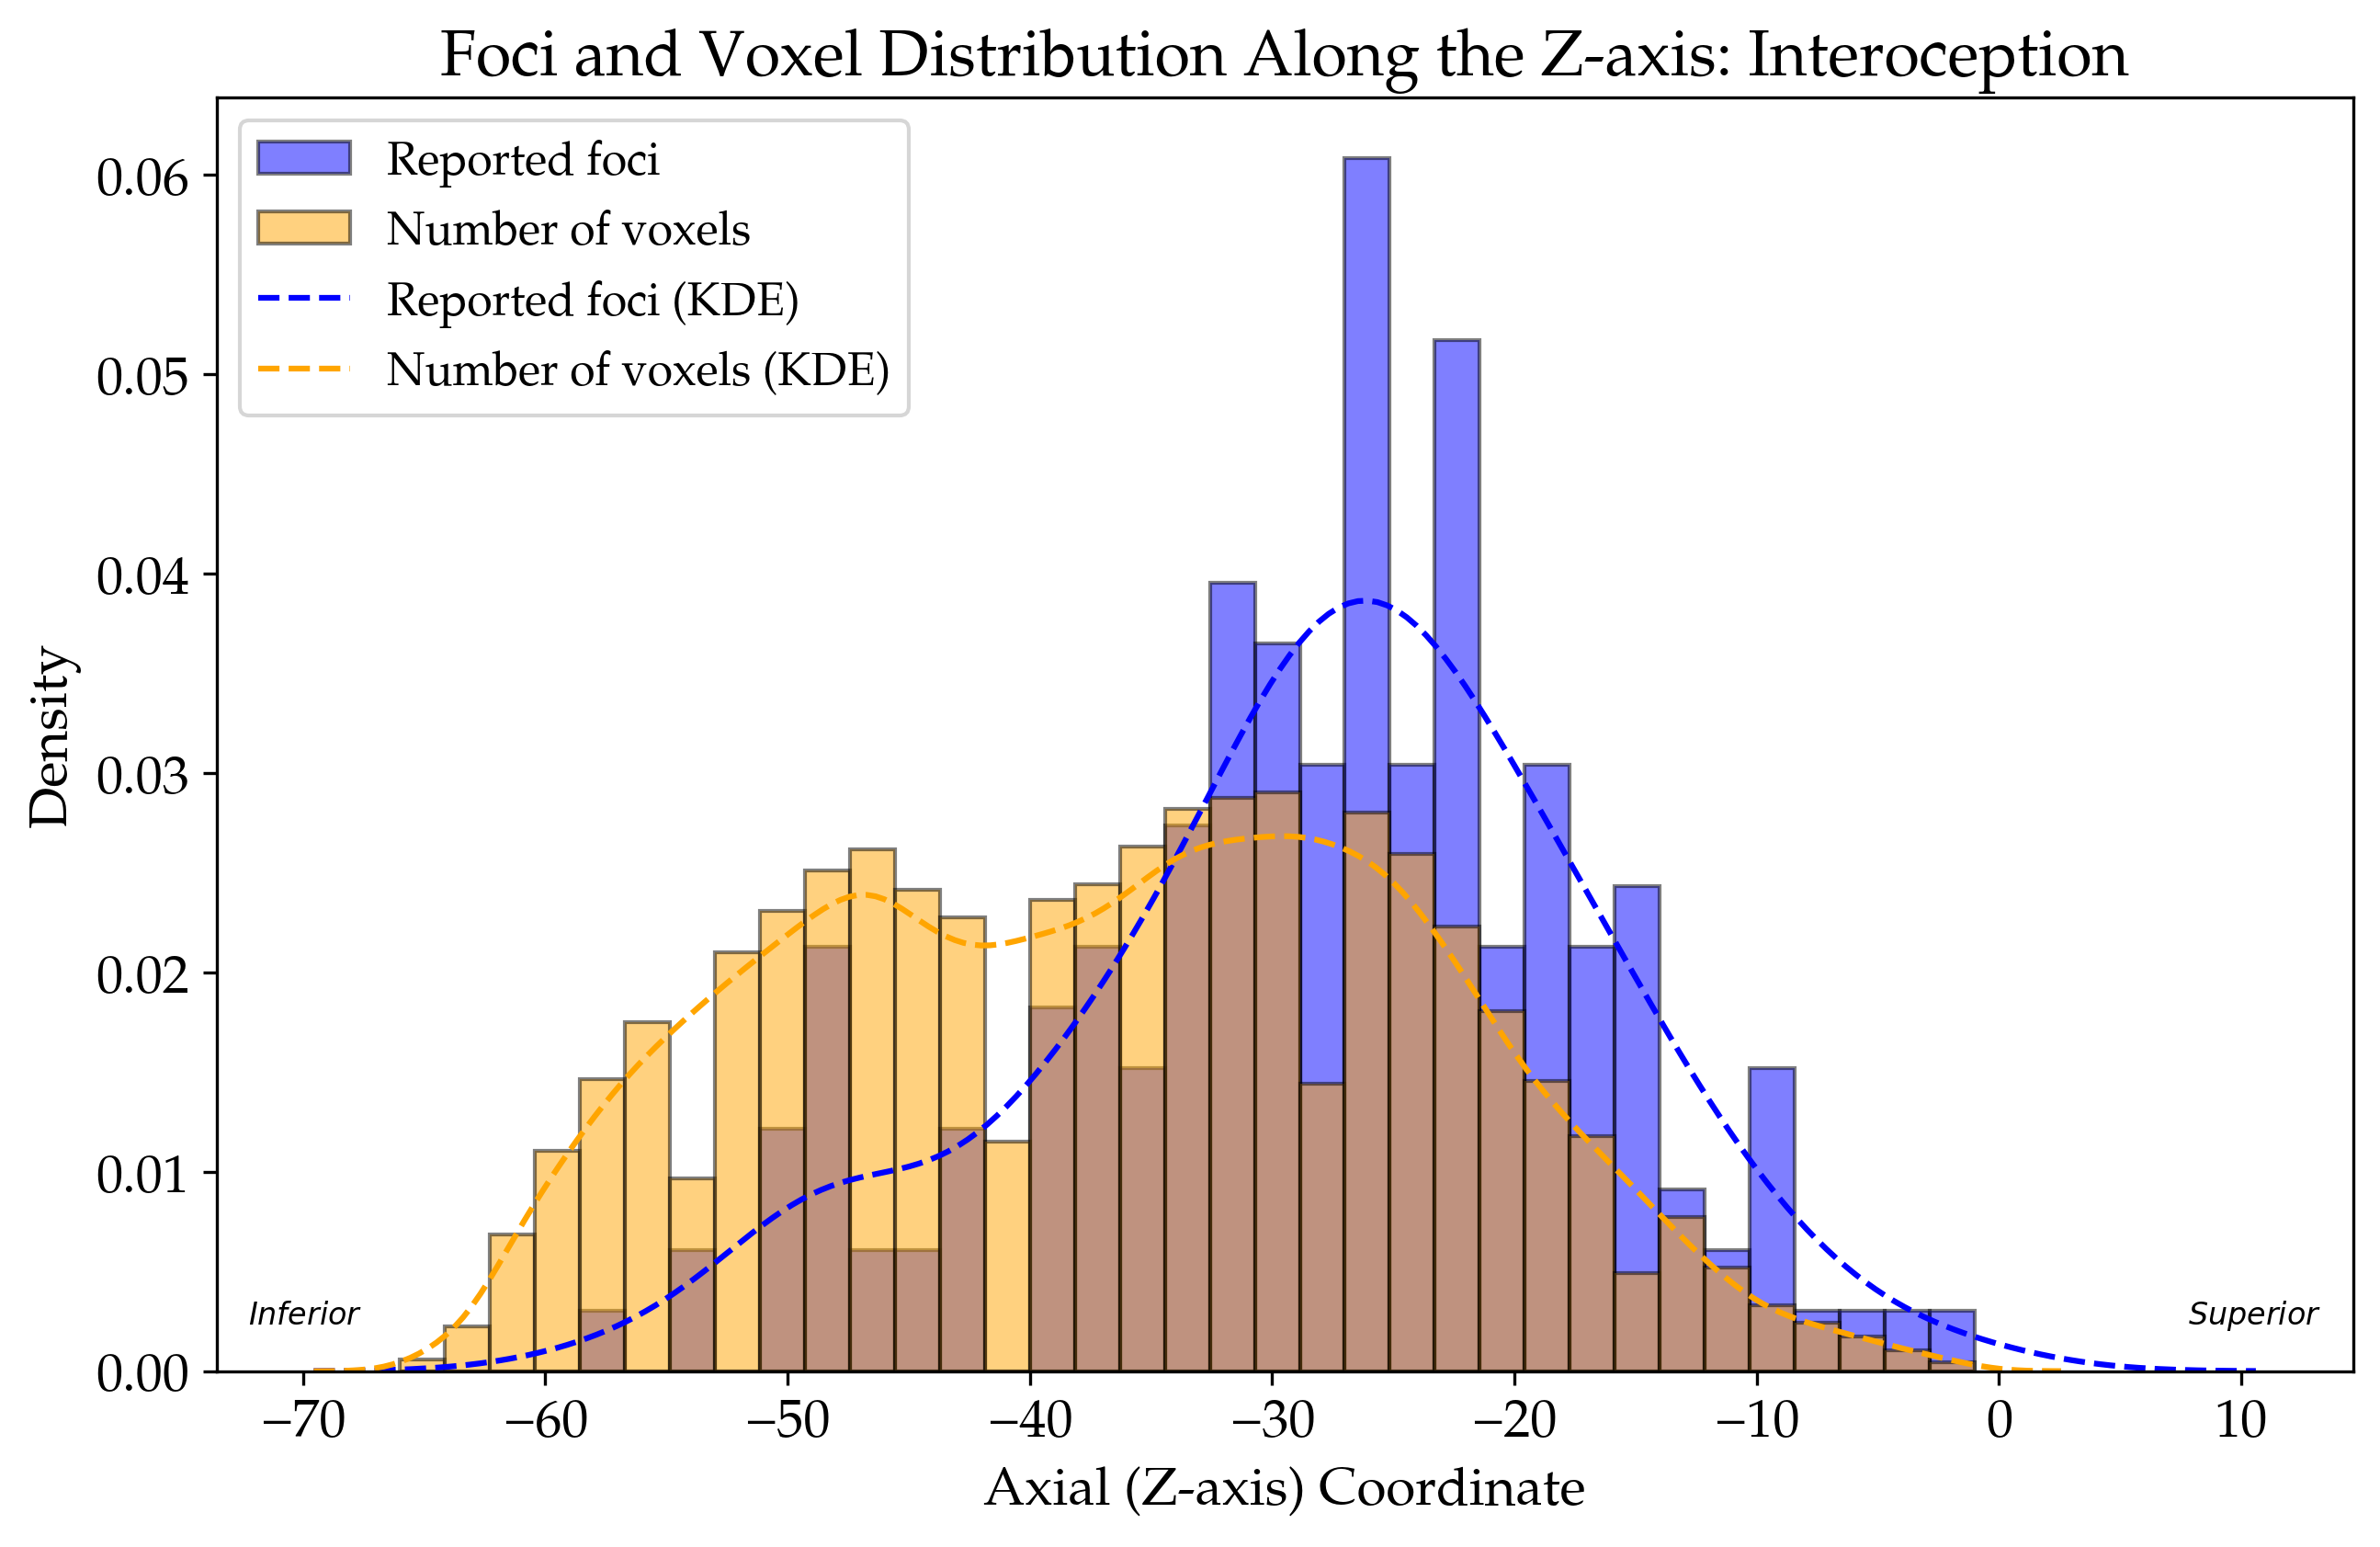 Foci and Voxel Distribution Along the Z-axis: Interoception
Reported foci
Number of voxels
Reported foci (KDE)
Number of voxels (KDE)
Density
0.06
0.05
0.04
0.03
0.02
0.01
0.00
Inferior
Superior
−70 −60 −50 −40 −30 −20 −10 0 10
Axial (Z-axis) Coordinate